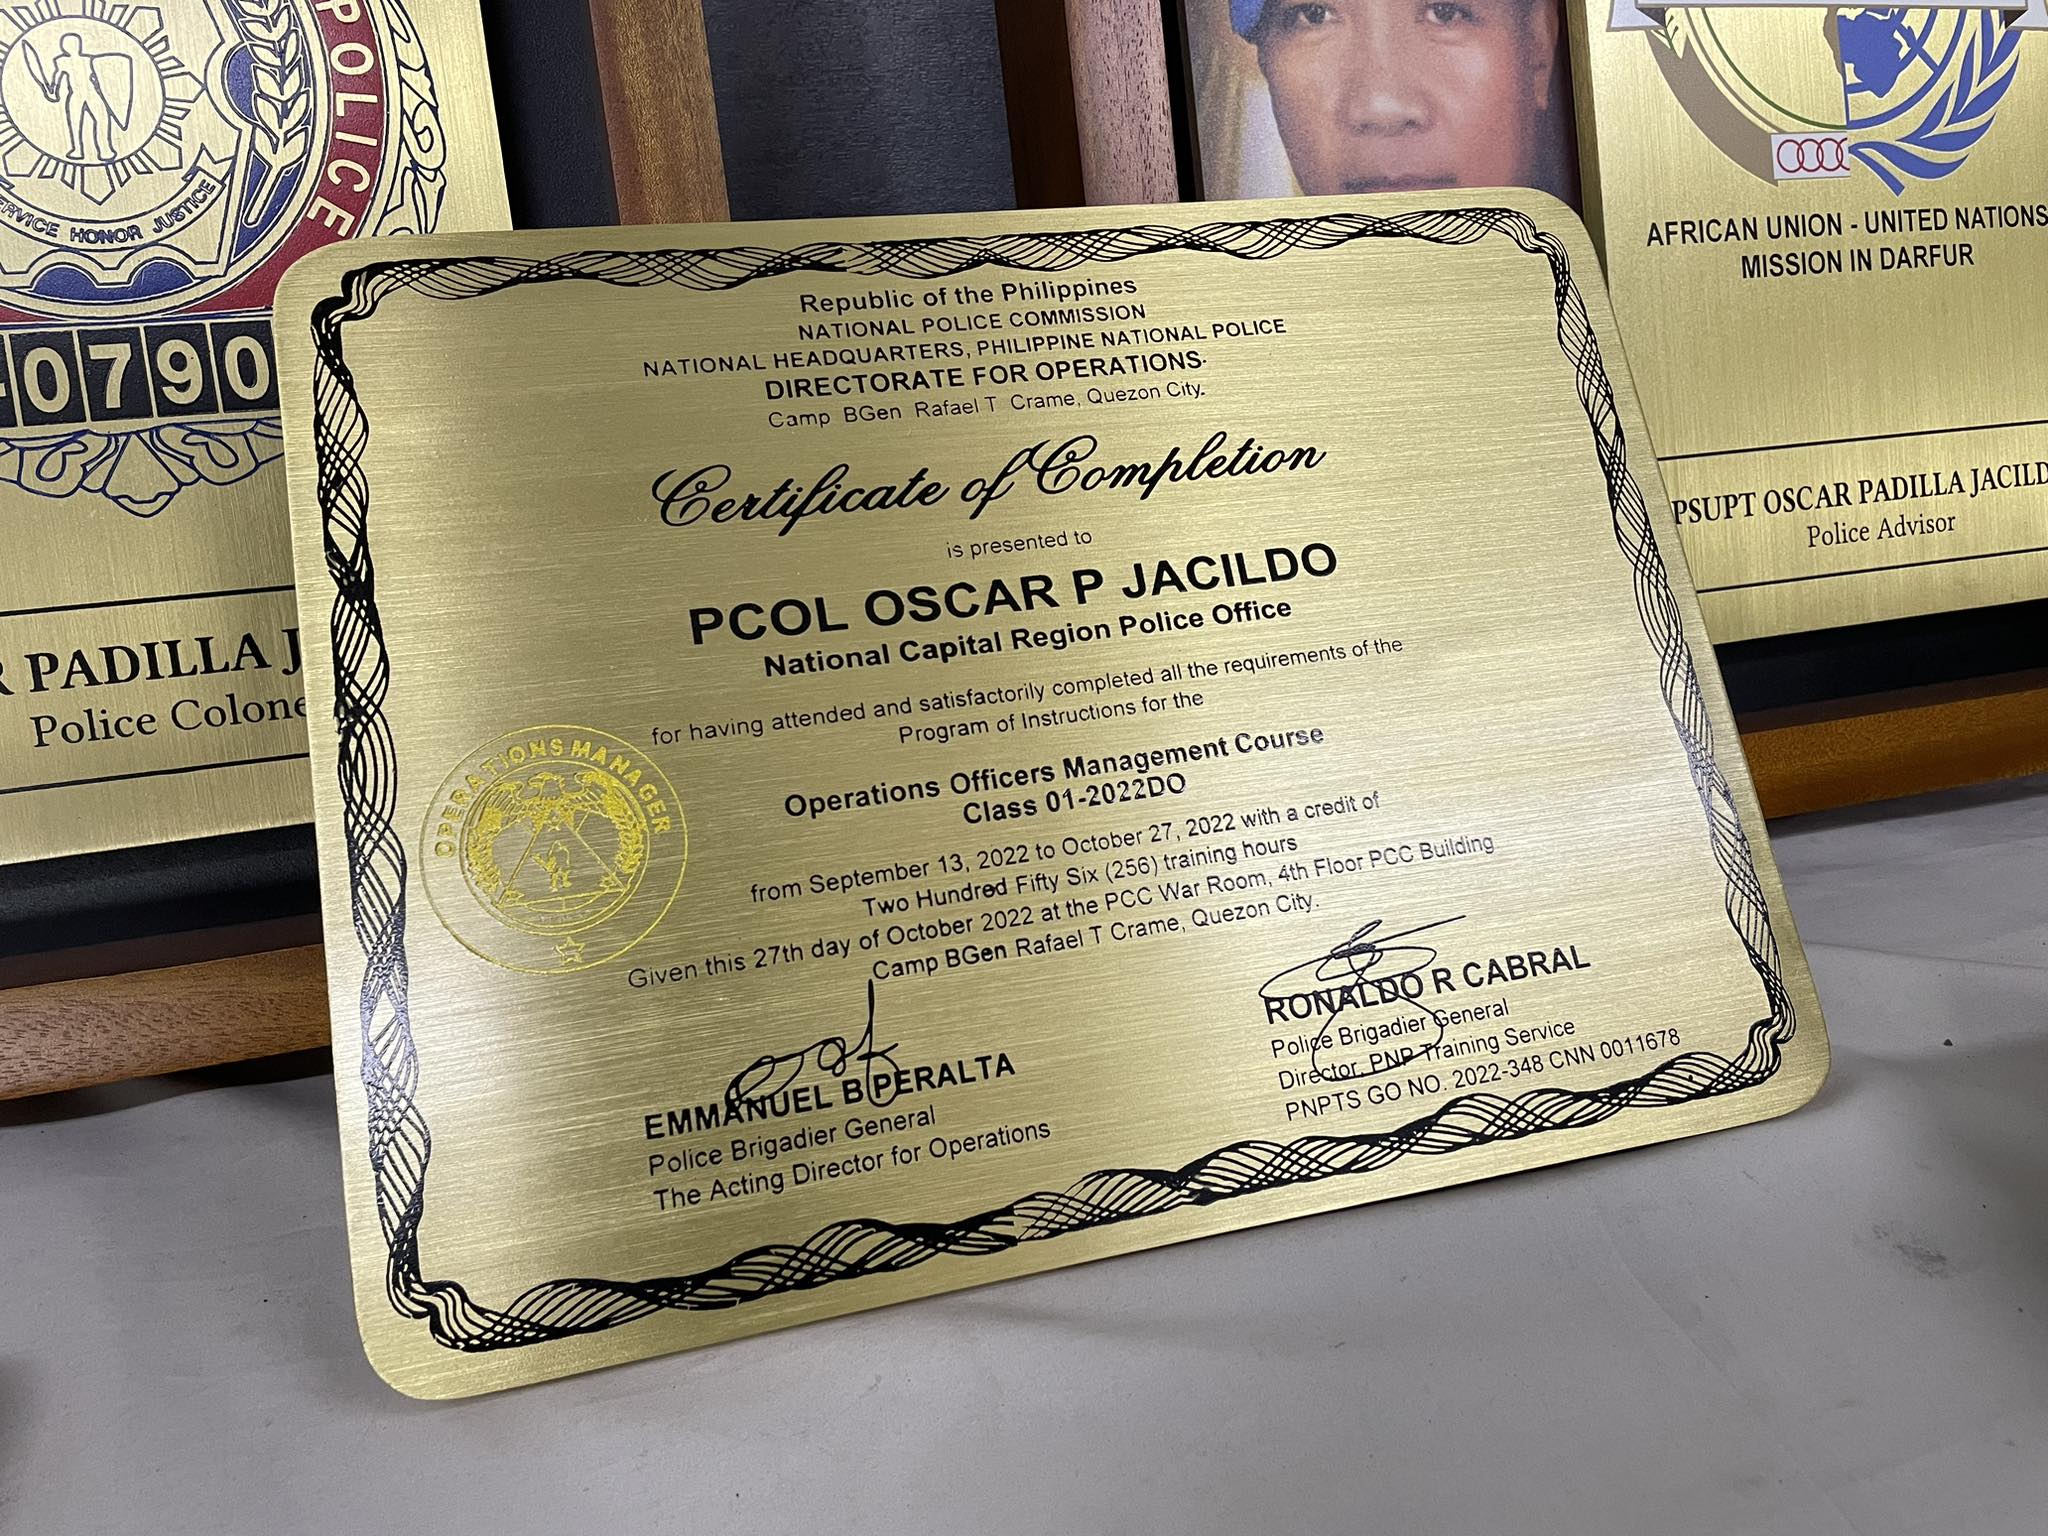 POLICE
SERVICE HONOR JUSTICE
0790
R PADILLA J
Police Colone
AFRICAN UNION - UNITED NATIONS
MISSION IN DARFUR
PSUPT OSCAR PADILLA JACILD
Police Advisor
Republic of the Philippines
NATIONAL POLICE COMMISSION
NATIONAL HEADQUARTERS, PHILIPPINE NATIONAL POLICE
DIRECTORATE FOR OPERATIONS
Camp BGen Rafael T Crame, Quezon City.
Certificate of Completion
is presented to
PCOL OSCAR P JACILDO
National Capital Region Police Office
for having attended and satisfactorily completed all the requirements of the
Program of Instructions for the
Operations Officers Management Course
Class 01-2022DO
from September 13, 2022 to October 27, 2022 with a credit of
Two Hundred Fifty Six (256) training hours
Given this 27th day of October 2022 at the PCC War Room, 4th Floor PCC Building
Camp BGen Rafael T Crame, Quezon City.
OPERATIONS MANAGER
EMMANUEL B PERALTA
Police Brigadier General
The Acting Director for Operations
RONALDO R CABRAL
Police Brigadier General
Director, PNP Training Service
PNPTS GO NO. 2022-348 CNN 0011678